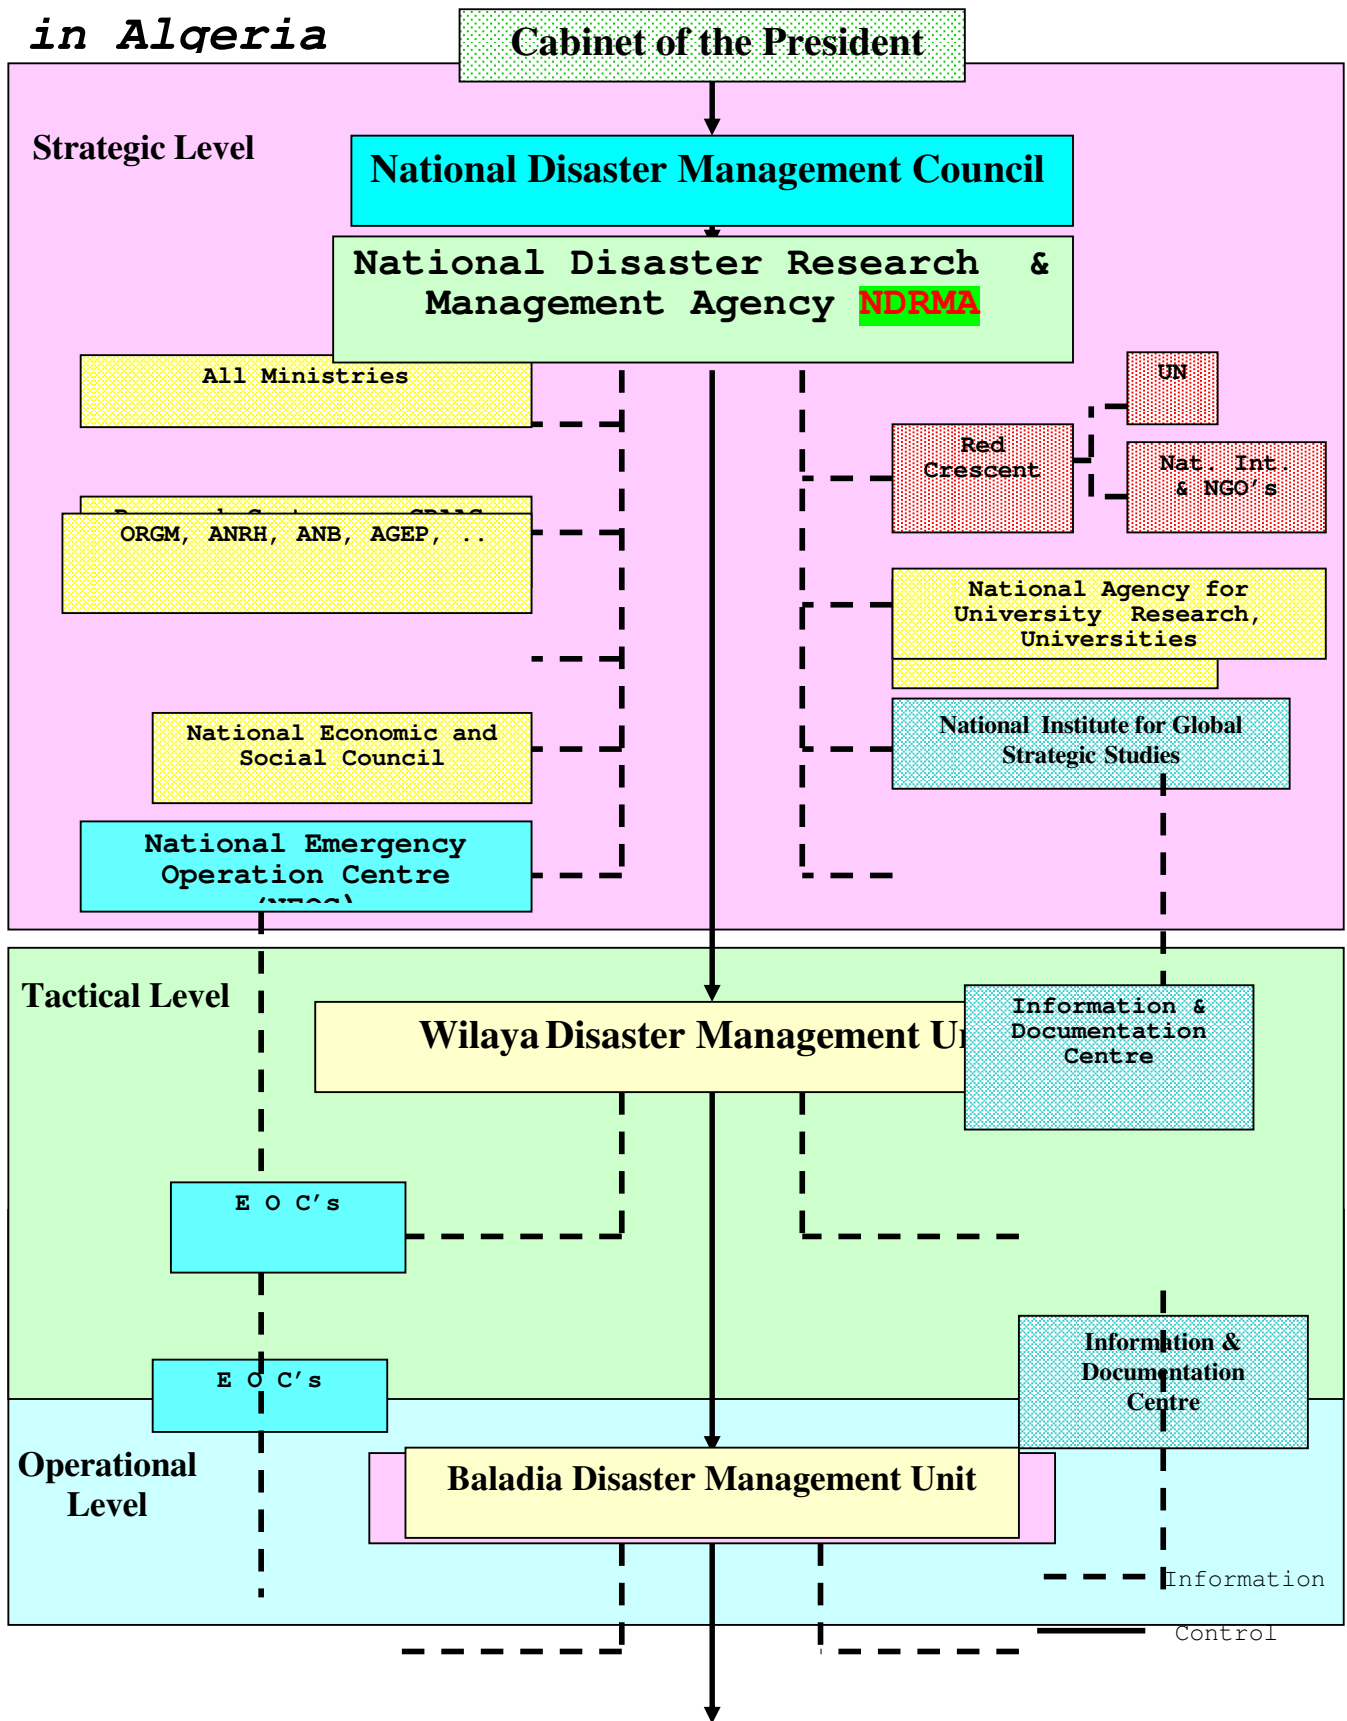 in Algeria
Cabinet of the President
Strategic Level
National Disaster Management Council
National Disaster Research &
Management Agency NDRMA
All Ministries
UN
Red
Crescent
Nat. Int.
& NGO's
ORGM, ANRH, ANB, AGEP, ..
National Agency for
University Research,
Universities
National Economic and
Social Council
National Institute for Global
Strategic Studies
National Emergency
Operation Centre
(NEOC)
Tactical Level
Wilaya Disaster Management
Information &
Documentation
Centre
E O C's
E O C's
Information &
Documentation
Centre
Operational
Level
Baladia Disaster Management Unit
Information
Control